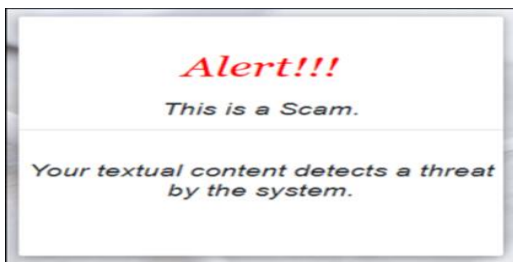 Alert!!!
This is a Scam.
Your textual content detects a threat
by the system.